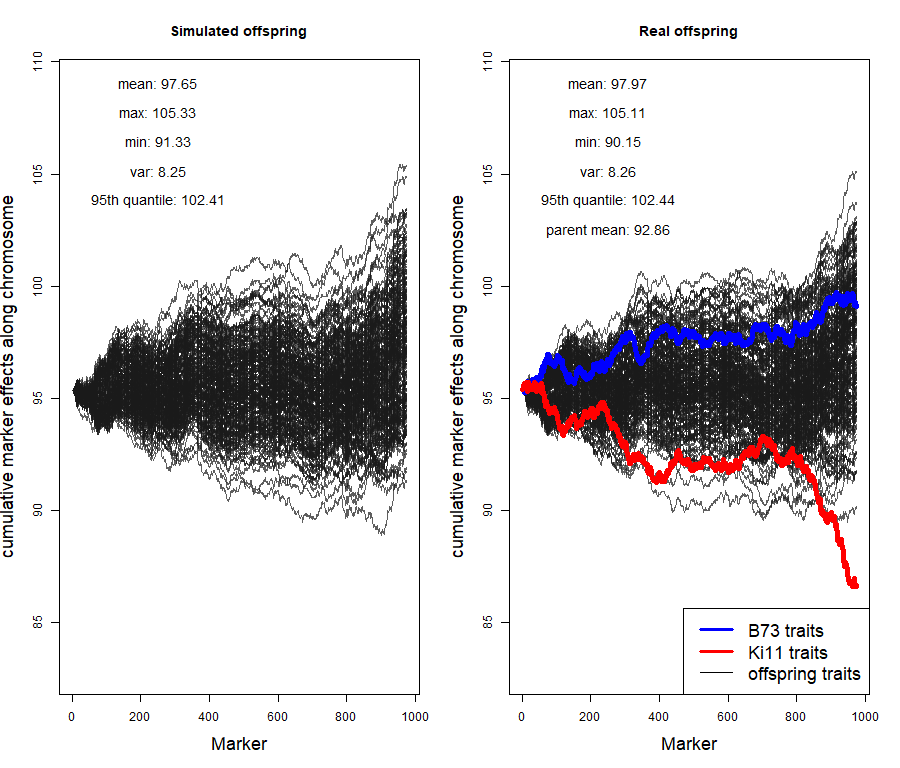 Simulated offspring
mean: 97.65
max: 105.33
min: 91.33
var: 8.25
95th quantile: 102.41
110
105
100
95
90
85
cumulative marker effects along chromosome
0 200 400 600 800 1000
Marker
Real offspring
mean: 97.97
max: 105.11
min: 90.15
var: 8.26
95th quantile: 102.44
parent mean: 92.86
110
105
100
95
90
85
cumulative marker effects along chromosome
B73 traits
Ki11 traits
offspring traits
0 200 400 600 800 1000
Marker